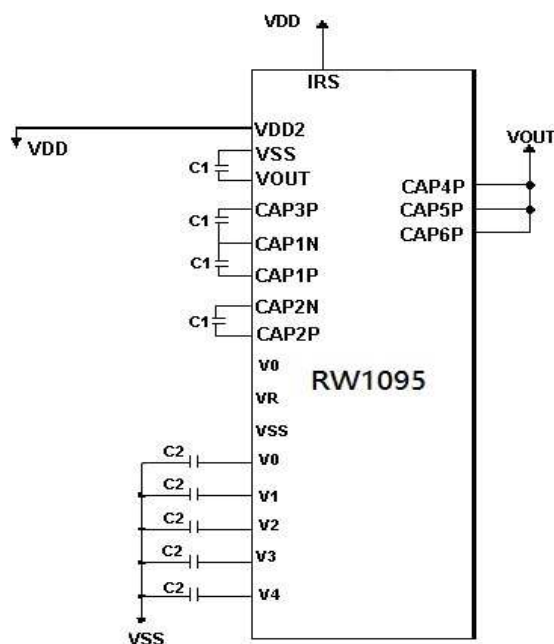 VDD
IRS
VDD2
VDD
VSS
C1
VOUT
VOUT
CAP4P
CAP3P
CAP5P
C1
CAP6P
CAP1N
C1
CAP1P
CAP2N
C1
CAP2P
V0
RW1095
VR
VSS
C2
V0
C2
V1
C2
V2
C2
V3
C2
V4
VSS